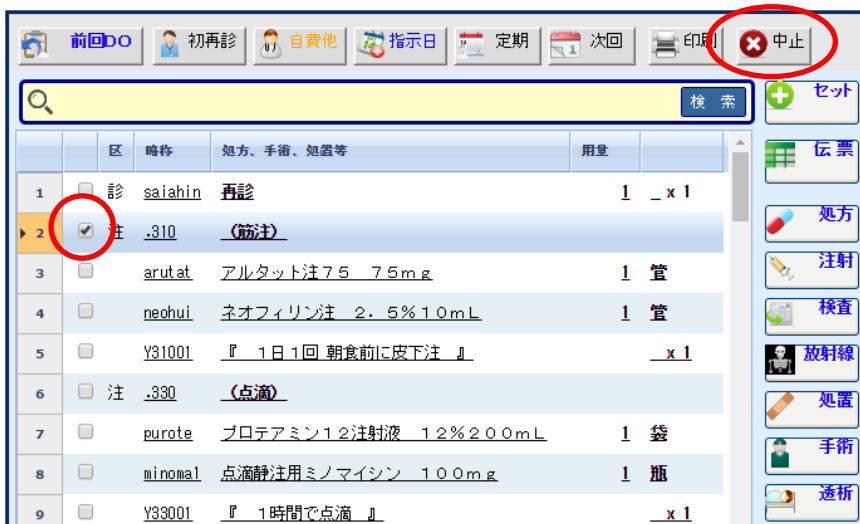 前回DO 初再診 自費他 指示日 定期 次回 印刷 中止
検 索 セット
区 略称 処方、手術、処置等 用量
伝票
1 診 saiahin 再診 1 _ x 1
2 注 .310 (筋注)
処方
3 arutat アルタット注75 75mg 1 管
注射
4 neohui ネオフィリン注 2.5%10mL 1 管
検査
5 Y31001 『 1日1回 朝食前に皮下注 』 _ x 1
放射線
6 注 .330 (点滴)
処置
7 purote プロテアミン12注射液 12%200mL 1 袋
手術
8 minomal 点滴静注用ミノマイシン 100mg 1 瓶
透析
9 Y33001 『 1時間で点滴 』 _ x 1